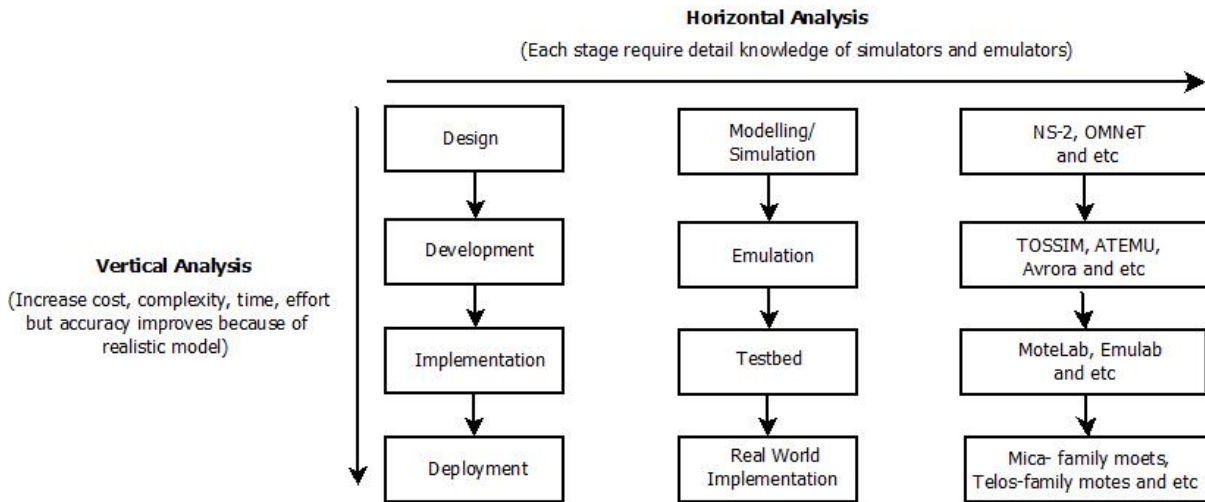 Horizontal Analysis
(Each stage require detail knowledge of simulators and emulators)
Design
Modelling/
Simulation
NS-2, OMNeT
and etc
Development
Emulation
TOSSIM, ATEMU,
Avrora and etc
Vertical Analysis
(Increase cost, complexity, time, effort
but accuracy improves because of
realistic model)
Implementation
Testbed
MoteLab, Emulab
and etc
Deployment
Real World
Implementation
Mica- family moets,
Telos-family motes and etc